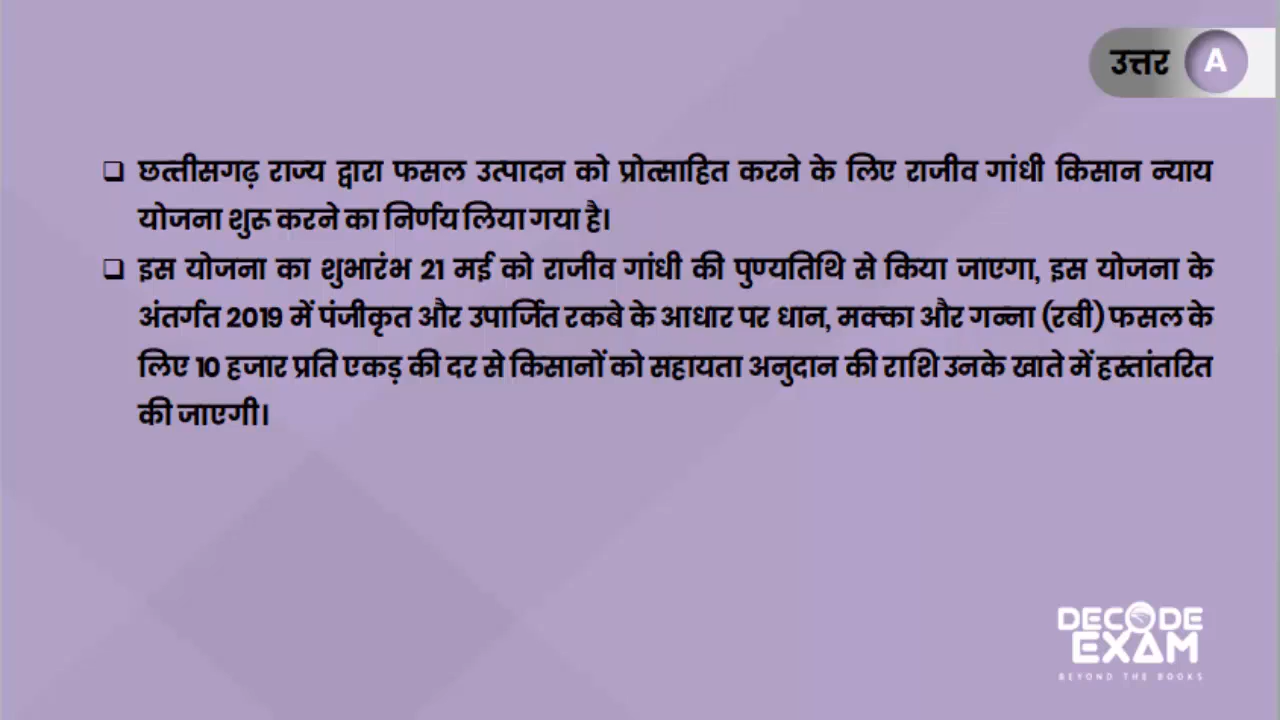 उत्तर A
❑ छत्तीसगढ़ राज्य द्वारा फसल उत्पादन को प्रोत्साहित करने के लिए राजीव गांधी किसान न्याय
योजना शुरू करने का निर्णय लिया गया है।
❑ इस योजना का शुभारंभ 21 मई को राजीव गांधी की पुण्यतिथि से किया जाएगा, इस योजना के
अंतर्गत 2019 में पंजीकृत और उपार्जित रकबे के आधार पर धान, मक्का और गन्ना (रबी) फसल के
लिए 10 हजार प्रति एकड़ की दर से किसानों को सहायता अनुदान की राशि उनके खाते में हस्तांतरित
की जाएगी।
DECODE
EXAM
BEYOND THE BOOKS